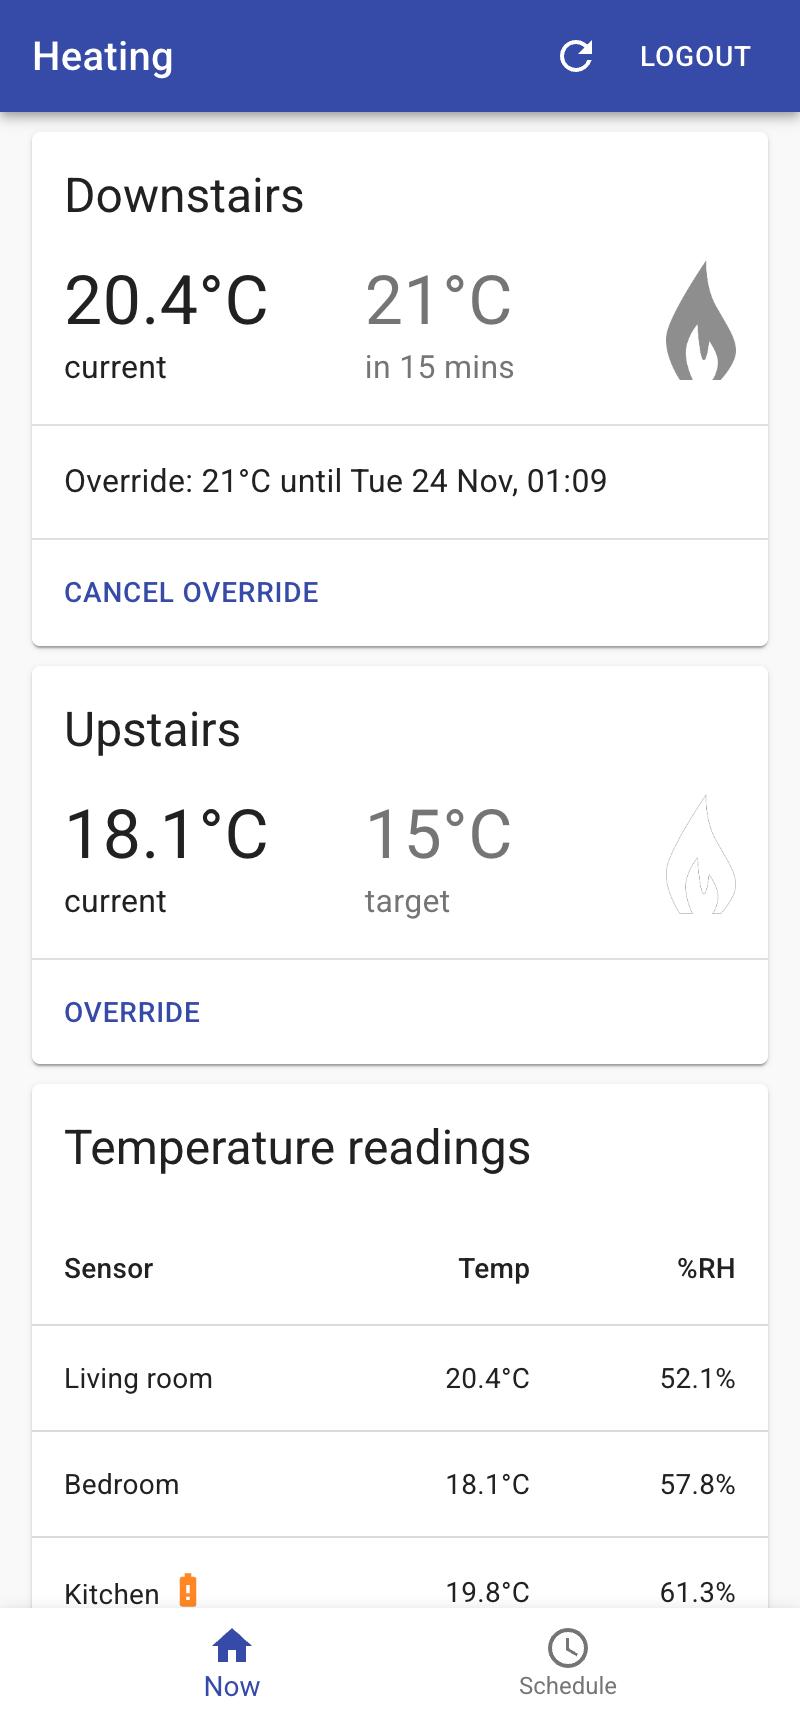 Heating LOGOUT
Downstairs
20.4°C 21°C
current in 15 mins
Override: 21°C until Tue 24 Nov, 01:09
CANCEL OVERRIDE
Upstairs
18.1°C 15°C
current target
OVERRIDE
Temperature readings
Sensor Temp %RH
Living room 20.4°C 52.1%
Bedroom 18.1°C 57.8%
Kitchen 19.8°C 61.3%
Now Schedule